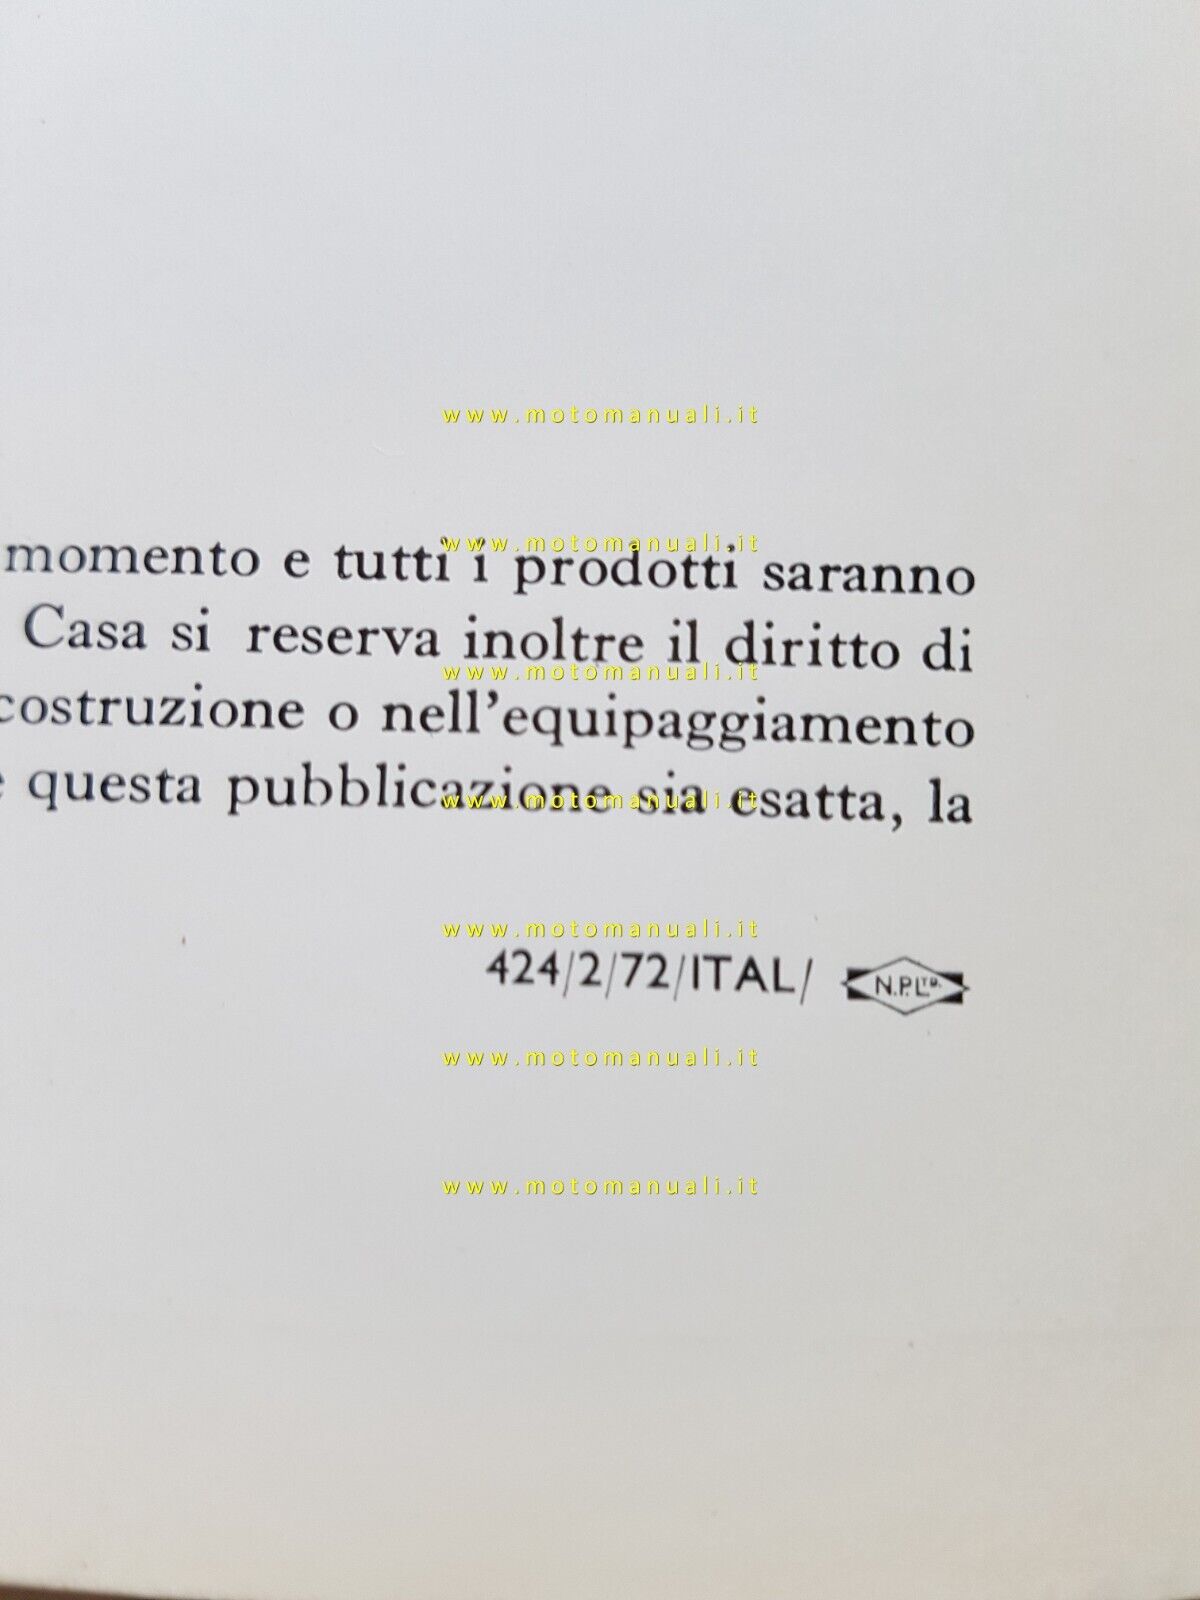 www.motomanuali.it
www.motomanuali.it
momento e tutti i prodotti saranno
Casa si reserva inoltre il diritto di
www.motomanuali.it
costruzione o nell'equipaggiamento
e questa pubblicazione sia esatta, la
www.motomanuali.it
www.motomanuali.it
424/2/72/ITAL/ N.P.LTD.
www.motomanuali.it
www.motomanuali.it